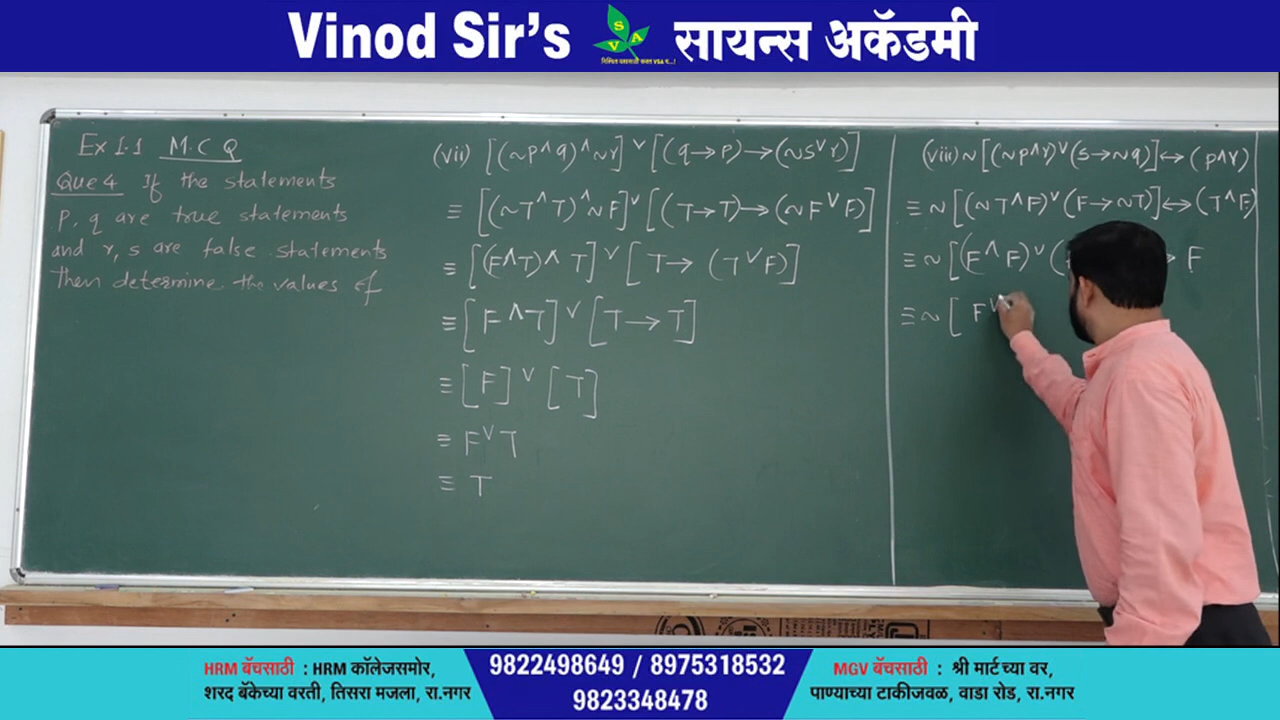 Vinod Sir's SVA सायन्स अकॅडमी
Ex 1.1 M.C Q
Que 4 If the statements
p, q are true statements
and r, s are false statements
then determine the values of
(vii) [(~p∧q)∧~r]∨[(q→p)→(~s∨r)]
≡ [(~T∧T)∧~F]∨[(T→T)→(~F∨F)]
≡ [(F∧T)∧T]∨[T→(T∨F)]
≡ [F∧T]∨[T→T]
≡ [F]∨[T]
≡ F∨T
≡ T
(viii) ~[(~p∧r)∨(s→~q)]↔(p∧r)
≡ ~[(~T∧F)∨(F→~T)]↔(T∧F)
≡ ~[(F∧F)∨( → F
≡ ~[ F∨
HRM बॅचसाठी : HRM कॉलेजसमोर,
शरद बँकेच्या वरती, तिसरा मजला, रा.नगर
9822498649 / 8975318532
9823348478
MGV बॅचसाठी : श्री मार्टच्या वर,
पाण्याच्या टाकीजवळ, वाडा रोड, रा.नगर